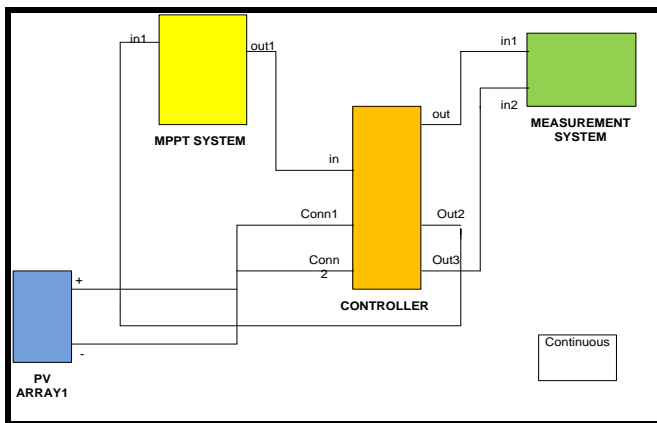 in1
out1
in1
in2
MPPT SYSTEM
MEASUREMENT
SYSTEM
out
in
Conn1
Out2
Conn
2
Out3
CONTROLLER
+
-
PV
ARRAY1
Continuous